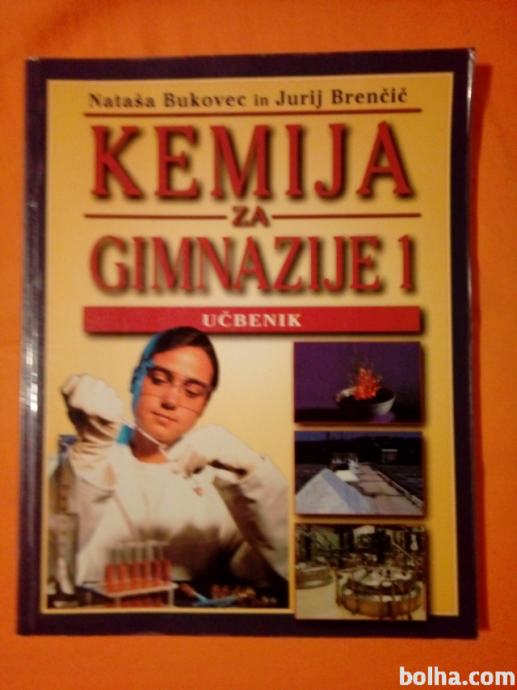 Nataša Bukovec in Jurij Brenčič
KEMIJA
ZA
GIMNAZIJE 1
UČBENIK
bolha.com